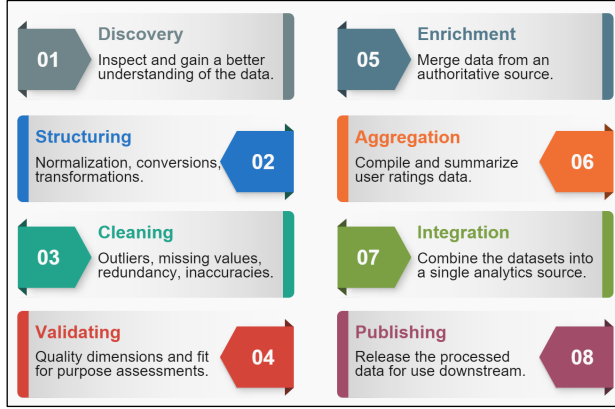 01
Discovery
Inspect and gain a better
understanding of the data.
Structuring
Normalization, conversions,
transformations.
02
03
Cleaning
Outliers, missing values,
redundancy, inaccuracies.
Validating
Quality dimensions and fit
for purpose assessments.
04
05
Enrichment
Merge data from an
authoritative source.
Aggregation
Compile and summarize
user ratings data.
06
07
Integration
Combine the datasets into
a single analytics source.
Publishing
Release the processed
data for use downstream.
08